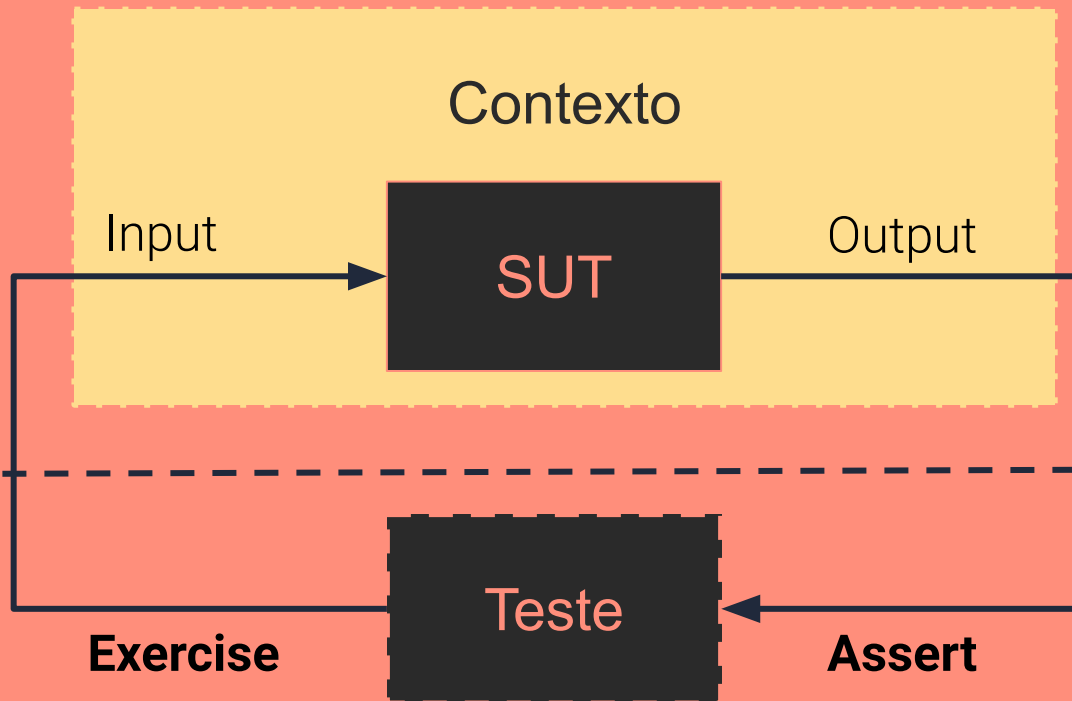 Contexto
Input
SUT
Output
Teste
Exercise
Assert